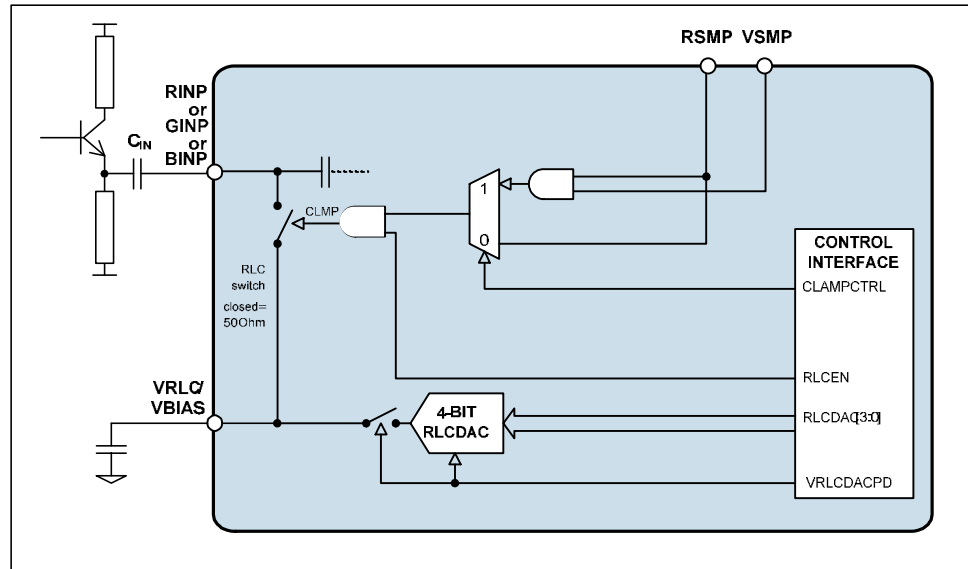 RSMP VSMP
RINP
or
GINP
or
BINP
CIN
1
CLMP
0
CONTROL
INTERFACE
CLAMPCTRL
RLC
switch
closed=
50Ohm
RLCEN
VRLC/
VBIAS
4-BIT
RLCDAC
RLCDAC[3:0]
VRLCDACPD